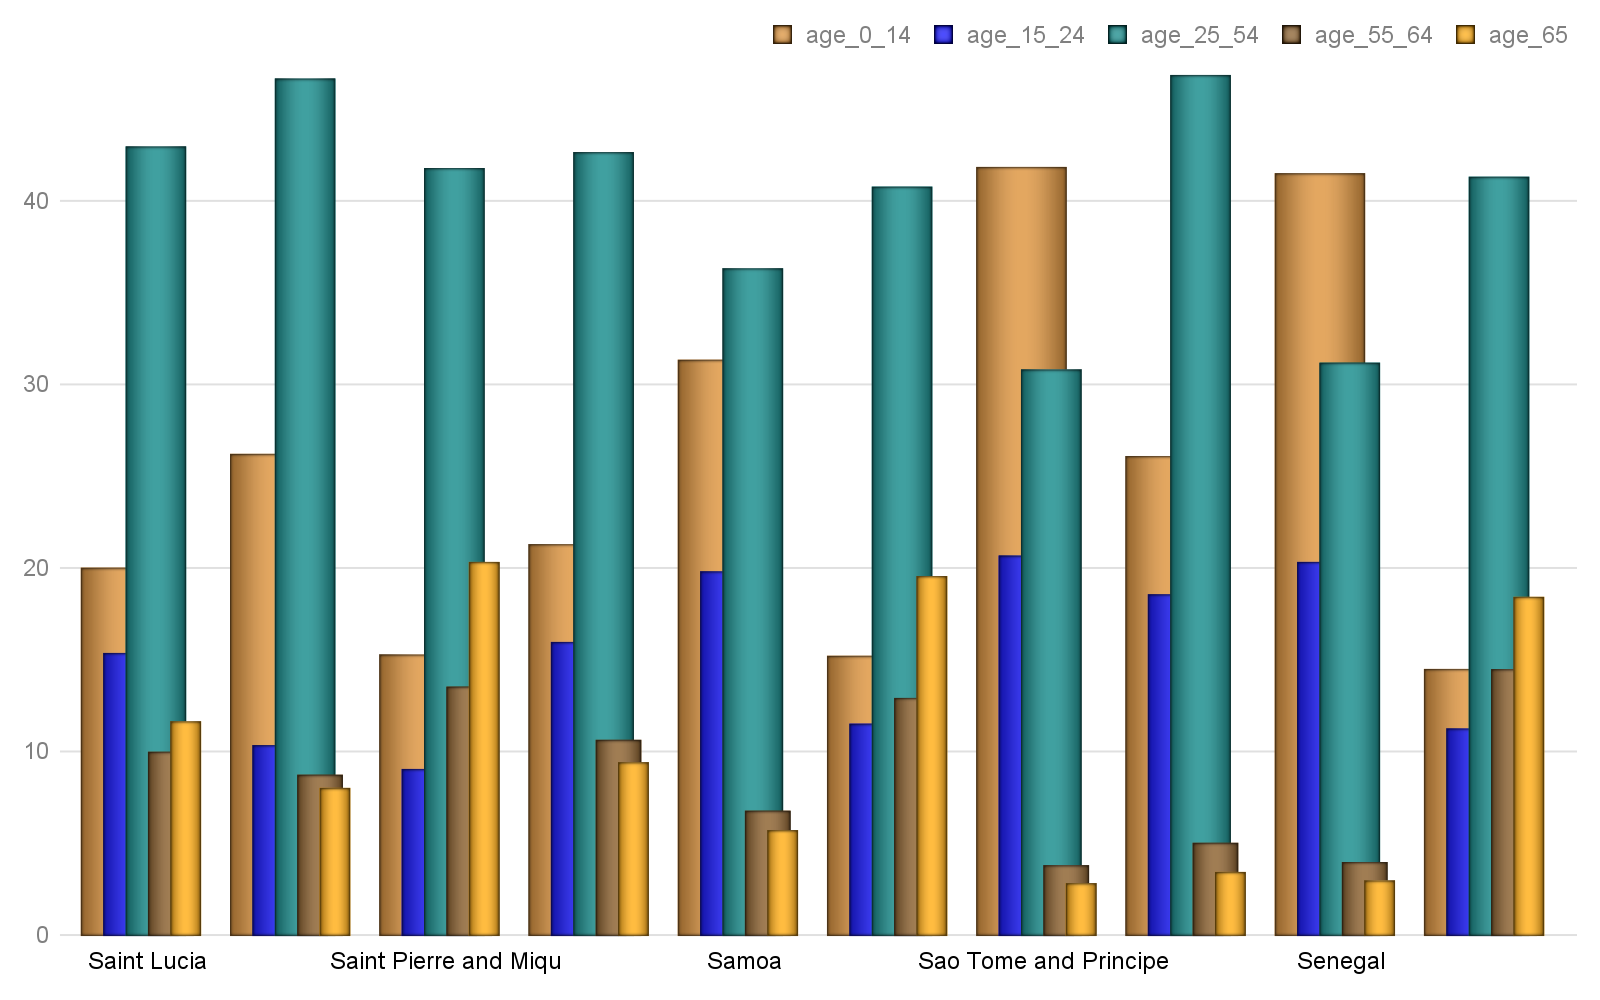 age_0_14 age_15_24 age_25_54 age_55_64 age_65
40
30
20
10
0
Saint Lucia Saint Pierre and Miqu Samoa Sao Tome and Principe Senegal